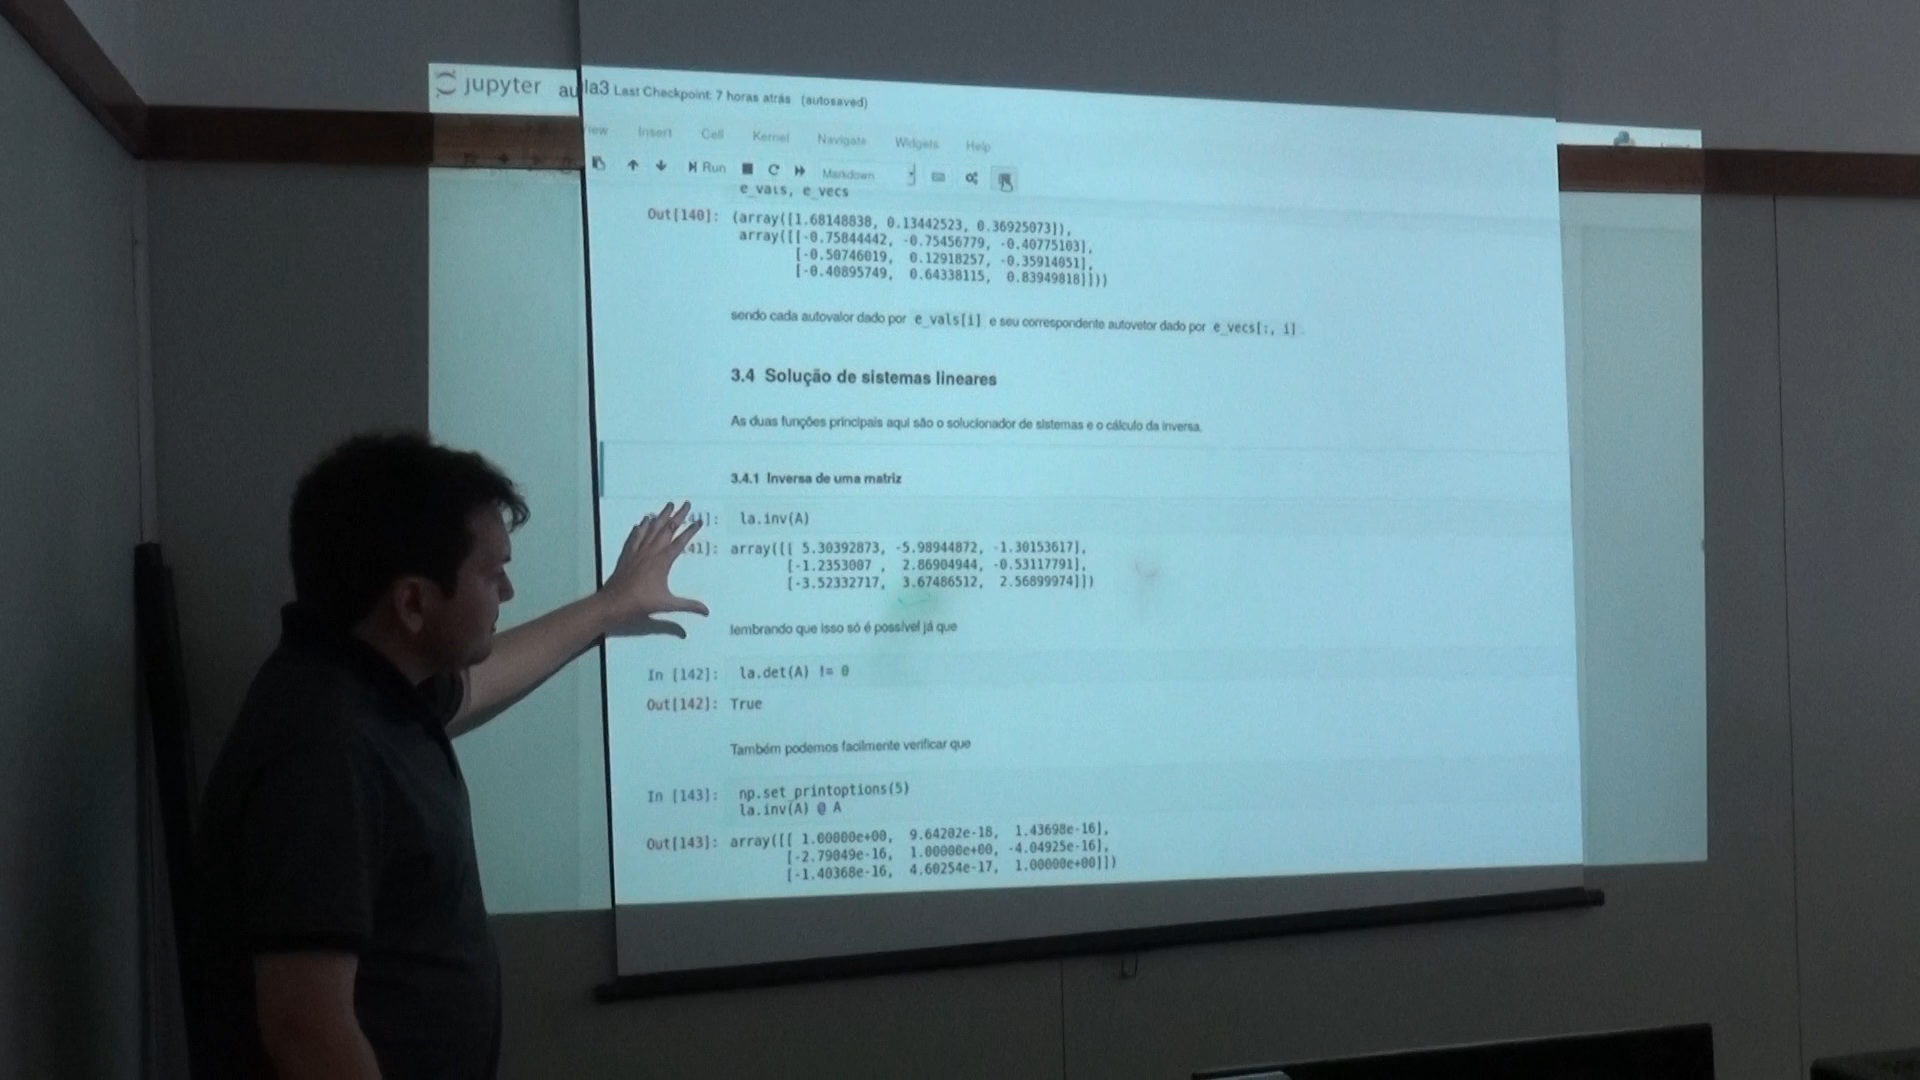 jupyter aula3 Last Checkpoint: 7 horas atrás (autosaved)
View Insert Cell Kernel Navigate Widgets Help
Run Markdown
e_vals, e_vecs
Out[140]: (array([1.68148838, 0.13442523, 0.36925073]),
array([[-0.75844442, -0.75456779, -0.40775103],
[-0.50746019, 0.12918257, -0.35914051],
[-0.40895749, 0.64338115, 0.83949818]]))
sendo cada autovalor dado por e_vals[i] e seu correspondente autovetor dado por e_vecs[:, i] .
3.4 Solução de sistemas lineares
As duas funções principais aqui são o solucionador de sistemas e o cálculo da inversa.
3.4.1 Inversa de uma matriz
41]: la.inv(A)
41]: array([[ 5.30392873, -5.98944872, -1.30153617],
[-1.2353087 , 2.86904944, -0.53117791],
[-3.52332717, 3.67486512, 2.56899974]])
lembrando que isso só é possível já que
In [142]: la.det(A) != 0
Out[142]: True
Também podemos facilmente verificar que
In [143]: np.set_printoptions(5)
la.inv(A) @ A
Out[143]: array([[ 1.00000e+00, 9.64202e-18, 1.43698e-16],
[-2.79049e-16, 1.00000e+00, -4.04925e-16],
[-1.40368e-16, 4.60254e-17, 1.00000e+00]])